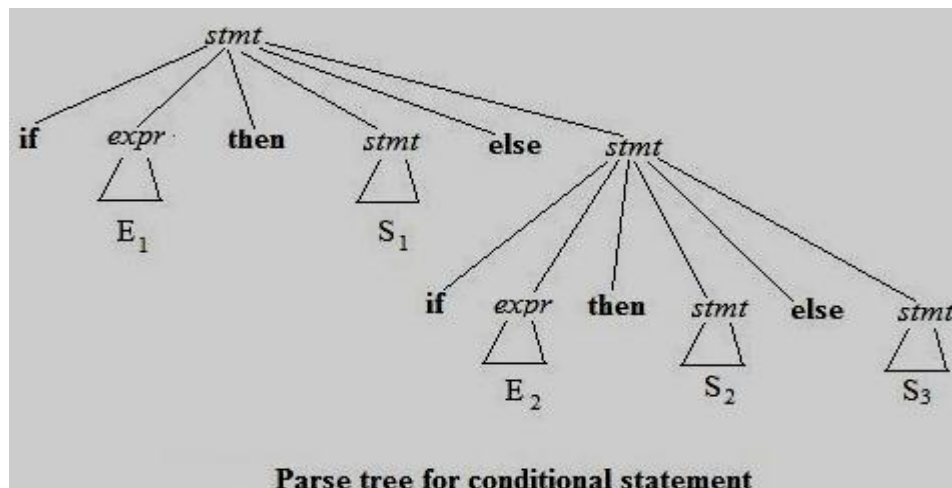 stmt
if expr then stmt else stmt
E1 S1
if expr then stmt else stmt
E2 S2 S3
Parse tree for conditional statement